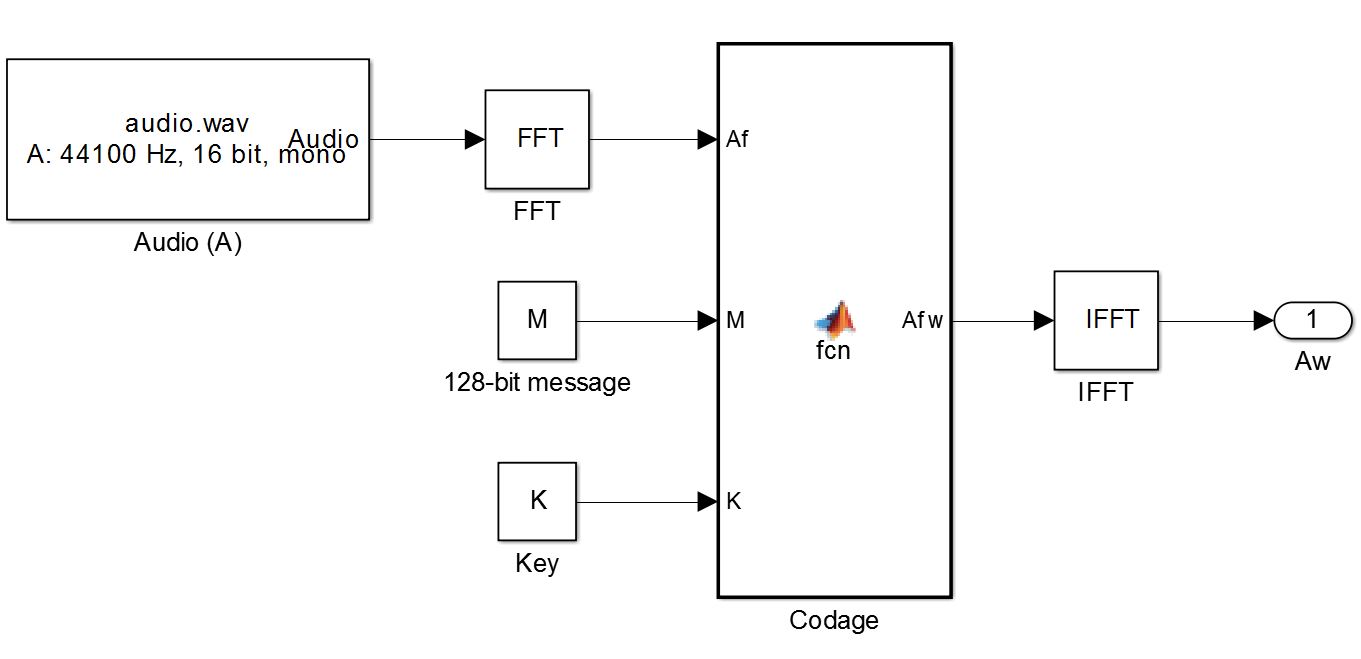 audio.wav
Audio
A: 44100 Hz, 16 bit, mono
Audio (A)
FFT
FFT
M
128-bit message
K
Key
Af
M
K
fcn
Afw
Codage
IFFT
IFFT
1
Aw